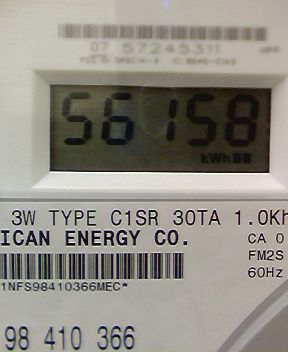 07 57245311
56158
kWh
3W TYPE C1SR 30TA 1.0Kh
ICAN ENERGY CO.
CA 0
FM2S
60Hz
1NFS98410366MEC*
98 410 366